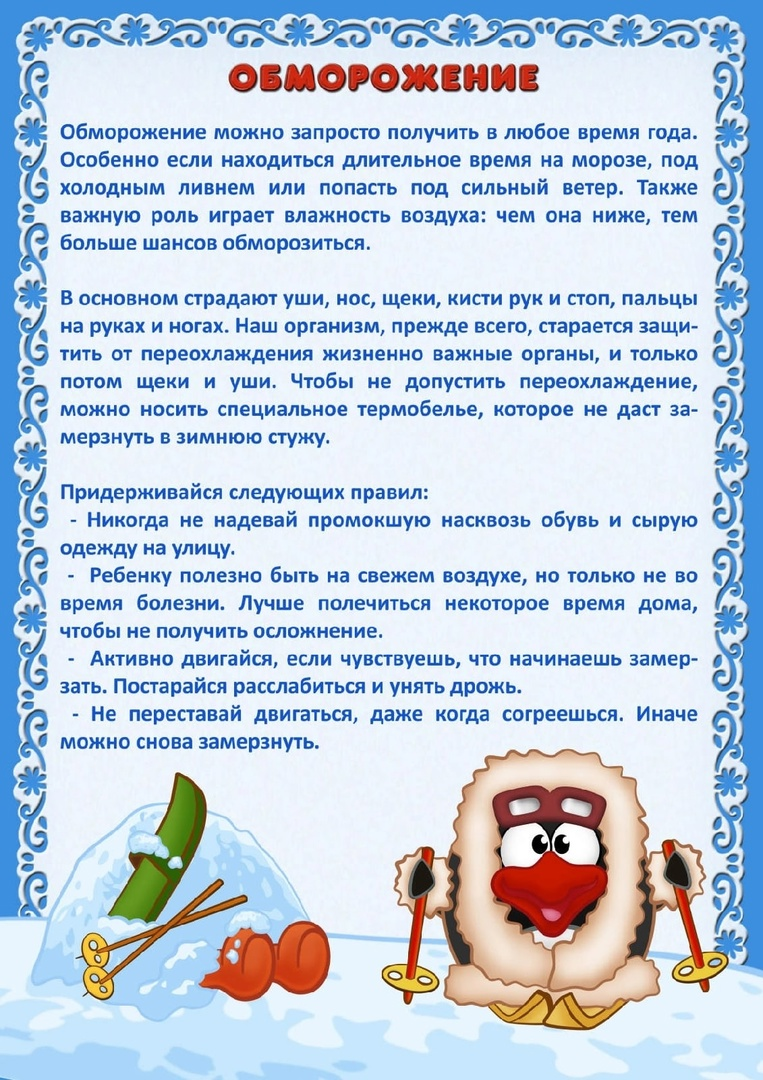 ОБМОРОЖЕНИЕ
Обморожение можно запросто получить в любое время года.
Особенно если находиться длительное время на морозе, под
холодным ливнем или попасть под сильный ветер. Также
важную роль играет влажность воздуха: чем она ниже, тем
больше шансов обморозиться.
В основном страдают уши, нос, щеки, кисти рук и стоп, пальцы
на руках и ногах. Наш организм, прежде всего, старается защи-
тить от переохлаждения жизненно важные органы, и только
потом щеки и уши. Чтобы не допустить переохлаждение,
можно носить специальное термобелье, которое не даст за-
мерзнуть в зимнюю стужу.
Придерживайся следующих правил:
- Никогда не надевай промокшую насквозь обувь и сырую
одежду на улицу.
- Ребенку полезно быть на свежем воздухе, но только не во
время болезни. Лучше полечиться некоторое время дома,
чтобы не получить осложнение.
- Активно двигайся, если чувствуешь, что начинаешь замер-
зать. Постарайся расслабиться и унять дрожь.
- Не переставай двигаться, даже когда согреешься. Иначе
можно снова замерзнуть.